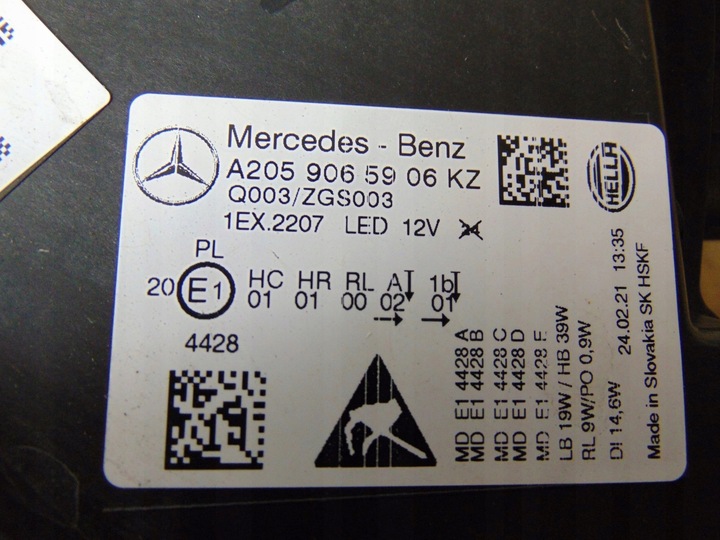 Mercedes - Benz
A205 906 59 06 KZ
Q003/ZGS003
1EX.2207 LED 12V 24
HELLA
PL
20 E1 HC HR RL A 1b
01 01 00 02 01
4428
MD E1 4428 A
MD E1 4428 B
MD E1 4428 C
MD E1 4428 D
MD E1 4428 E
LB 19W / HB 39W
RL 9W/PO 0,9W
DI 14,6W
24.02.21 13:35
Made in Slovakia SK HSKF